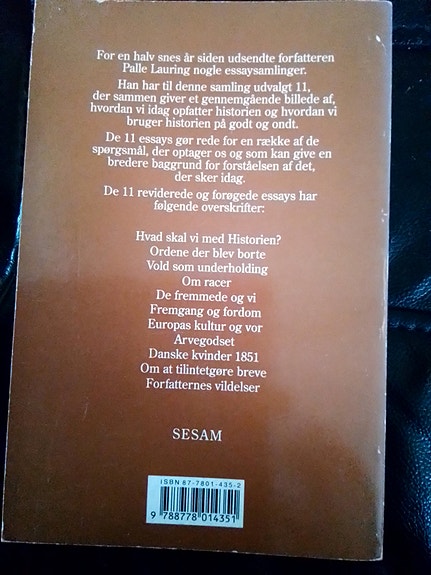 For en halv snes år siden udsendte forfatteren
Palle Lauring nogle essaysamlinger.
Han har til denne samling udvalgt 11,
der sammen giver et gennemgående billede af,
hvordan vi idag opfatter historien og hvordan vi
bruger historien på godt og ondt.
De 11 essays gør rede for en række af de
spørgsmål, der optager os og som kan give en
bredere baggrund for forståelsen af det,
der sker idag.
De 11 reviderede og forøgede essays har
følgende overskrifter:
Hvad skal vi med Historien?
Ordene der blev borte
Vold som underholdning
Om racer
De fremmede og vi
Fremgang og fordom
Europas kultur og vor
Arvegodset
Danske kvinder 1851
Om at tilintetgøre breve
Forfatternes vildelser
SESAM
ISBN 87-7801-435-2
9 788778 014351